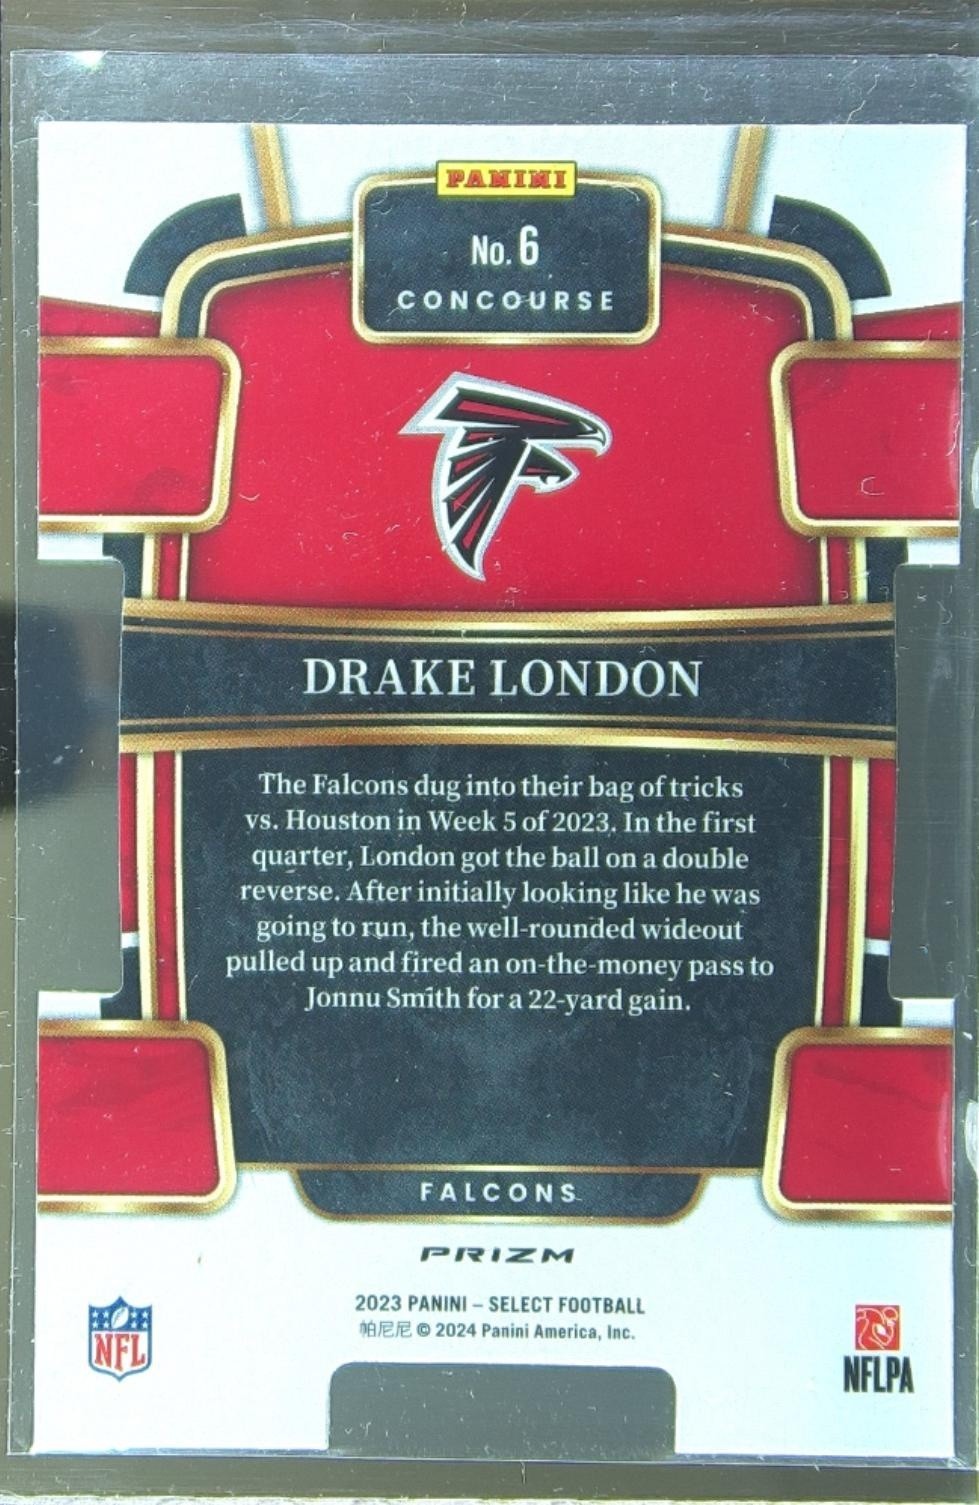 PANINI
No. 6
CONCOURSE
DRAKE LONDON
The Falcons dug into their bag of tricks
vs. Houston in Week 5 of 2023. In the first
quarter, London got the ball on a double
reverse. After initially looking like he was
going to run, the well-rounded wideout
pulled up and fired an on-the-money pass to
Jonnu Smith for a 22-yard gain.
FALCONS
PRIZM
2023 PANINI – SELECT FOOTBALL
帕尼尼 © 2024 Panini America, Inc.
NFL
NFLPA